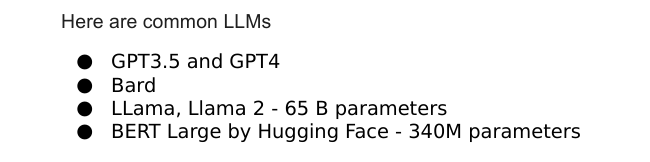 Here are common LLMs
● GPT3.5 and GPT4
● Bard
● LLama, Llama 2 - 65 B parameters
● BERT Large by Hugging Face - 340M parameters